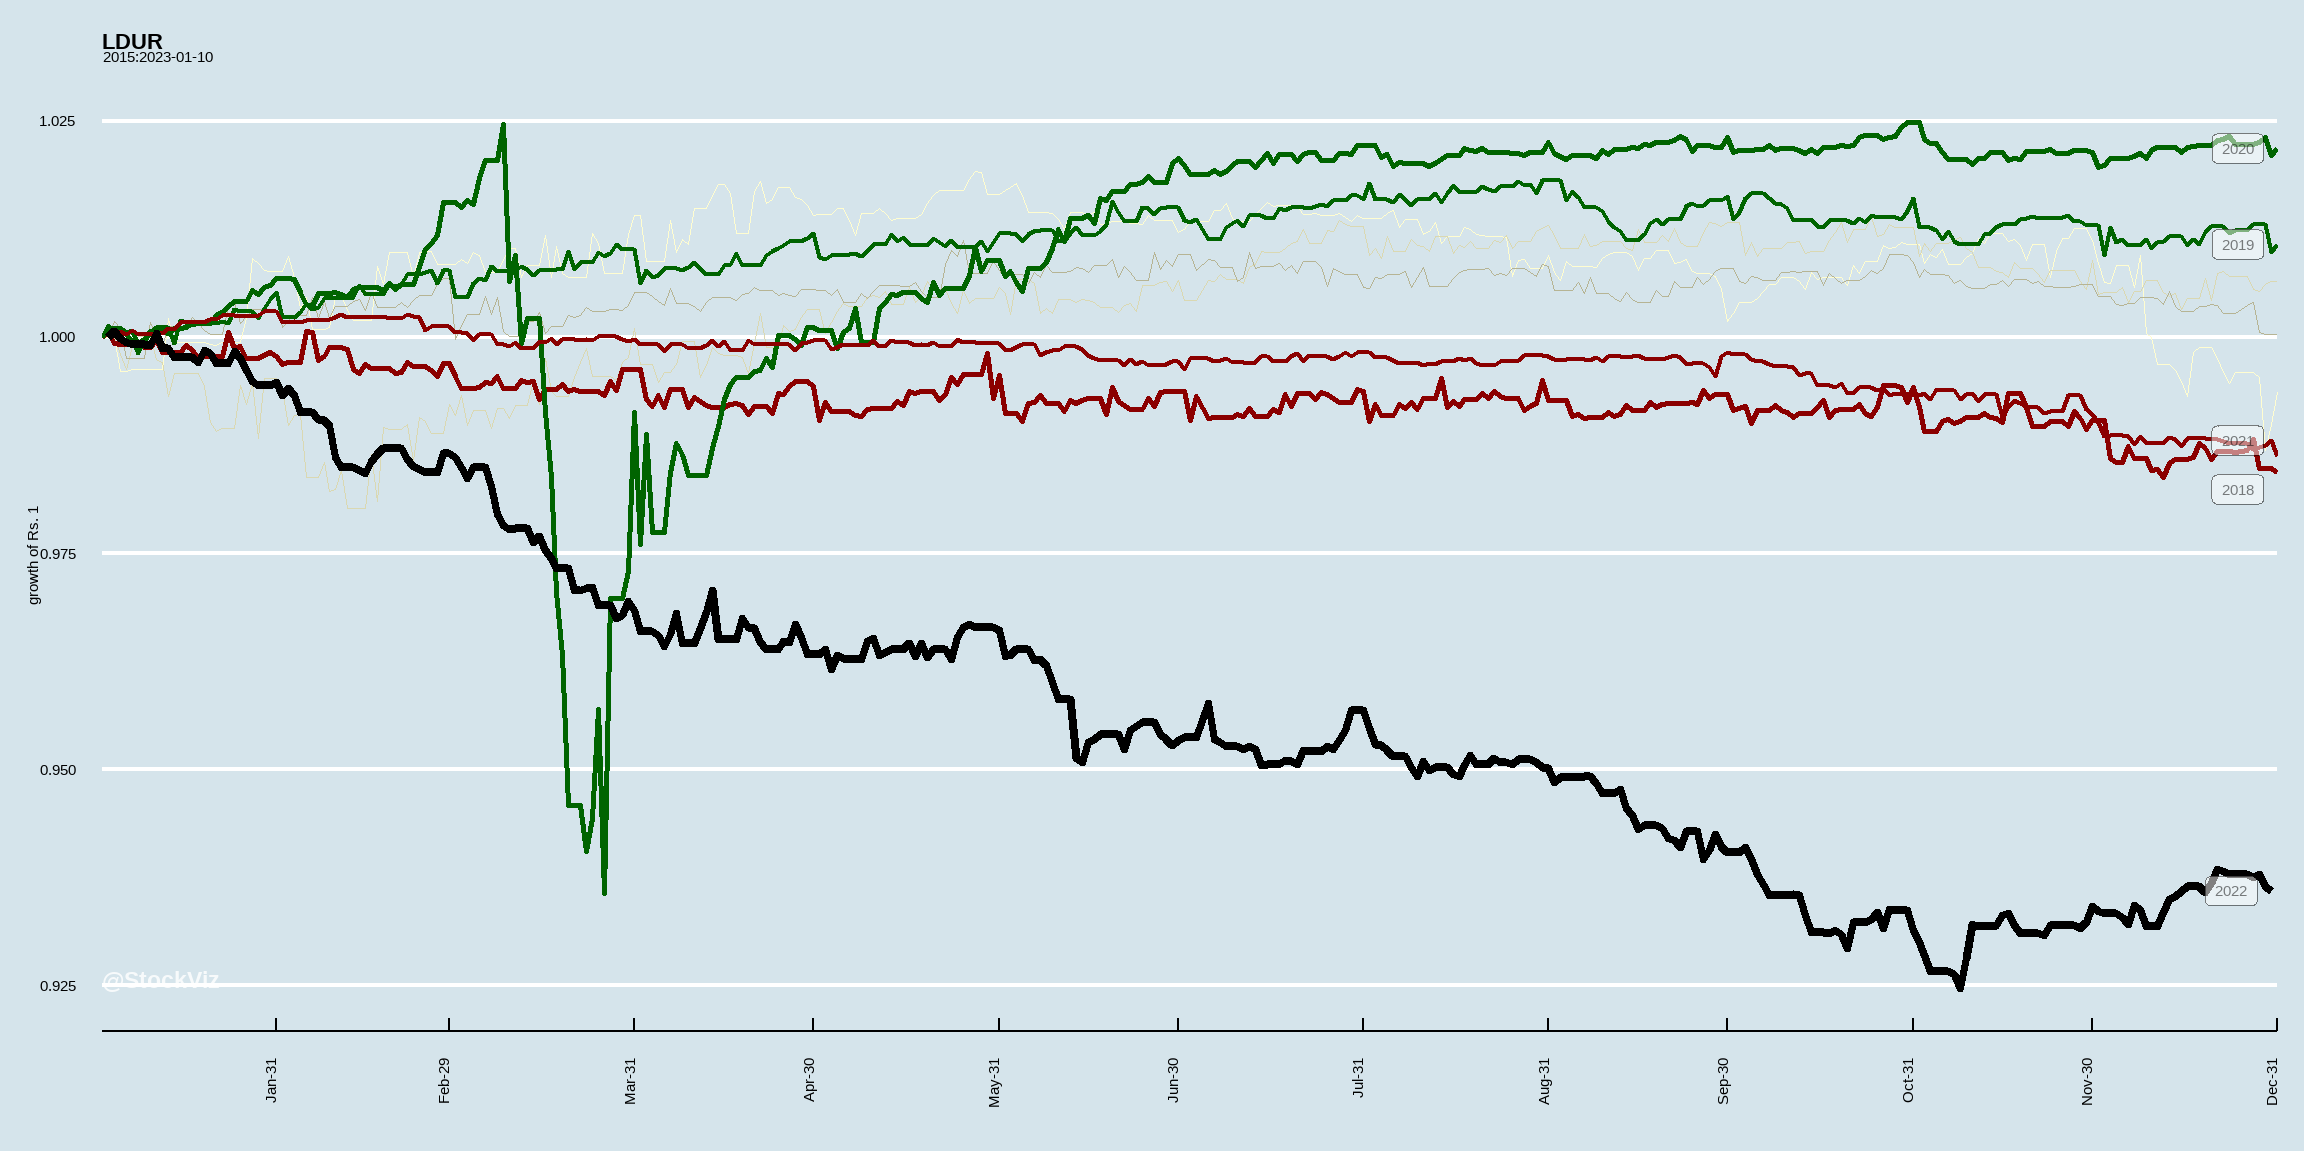 LDUR
2015:2023-01-10
growth of Rs. 1
1.025
1.000
0.975
0.950
0.925
2020
2019
2021
2018
2022
@StockViz
Jan-31
Feb-29
Mar-31
Apr-30
May-31
Jun-30
Jul-31
Aug-31
Sep-30
Oct-31
Nov-30
Dec-31